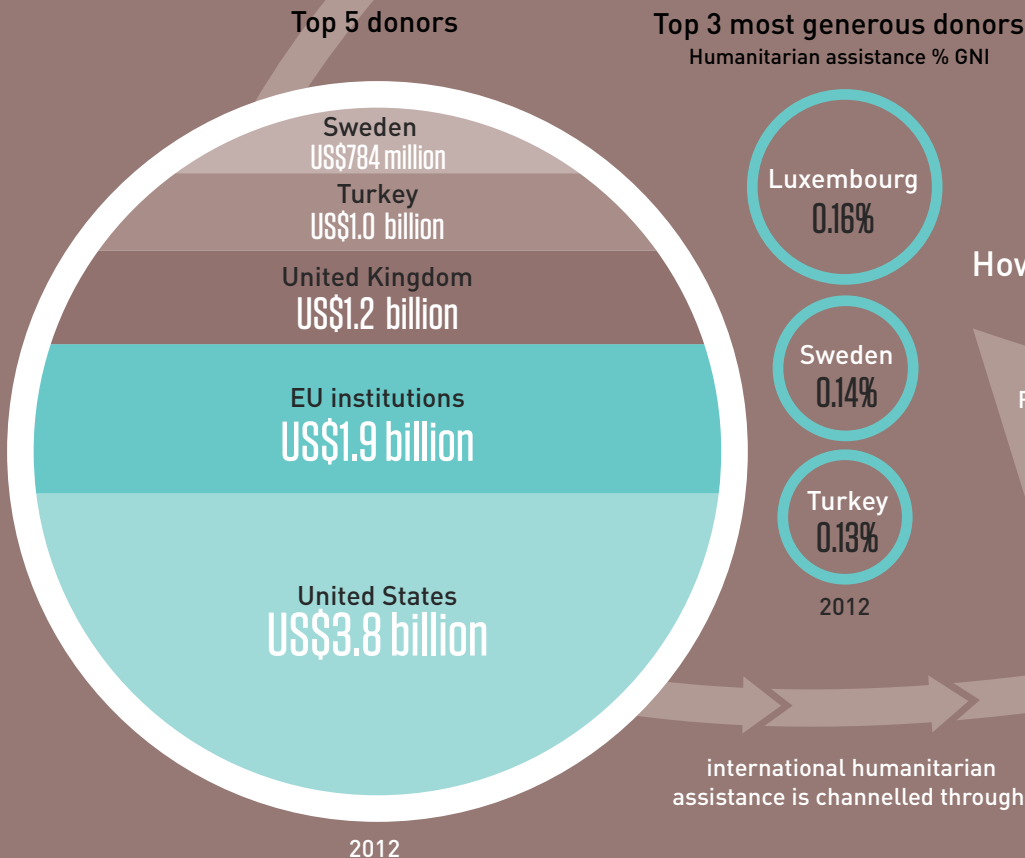 Top 5 donors
Sweden
US$784 million
Turkey
US$1.0 billion
United Kingdom
US$1.2 billion
EU institutions
US$1.9 billion
United States
US$3.8 billion
2012
Top 3 most generous donors
Humanitarian assistance % GNI
Luxembourg
0.16%
Sweden
0.14%
Turkey
0.13%
2012
international humanitarian
assistance is channelled through